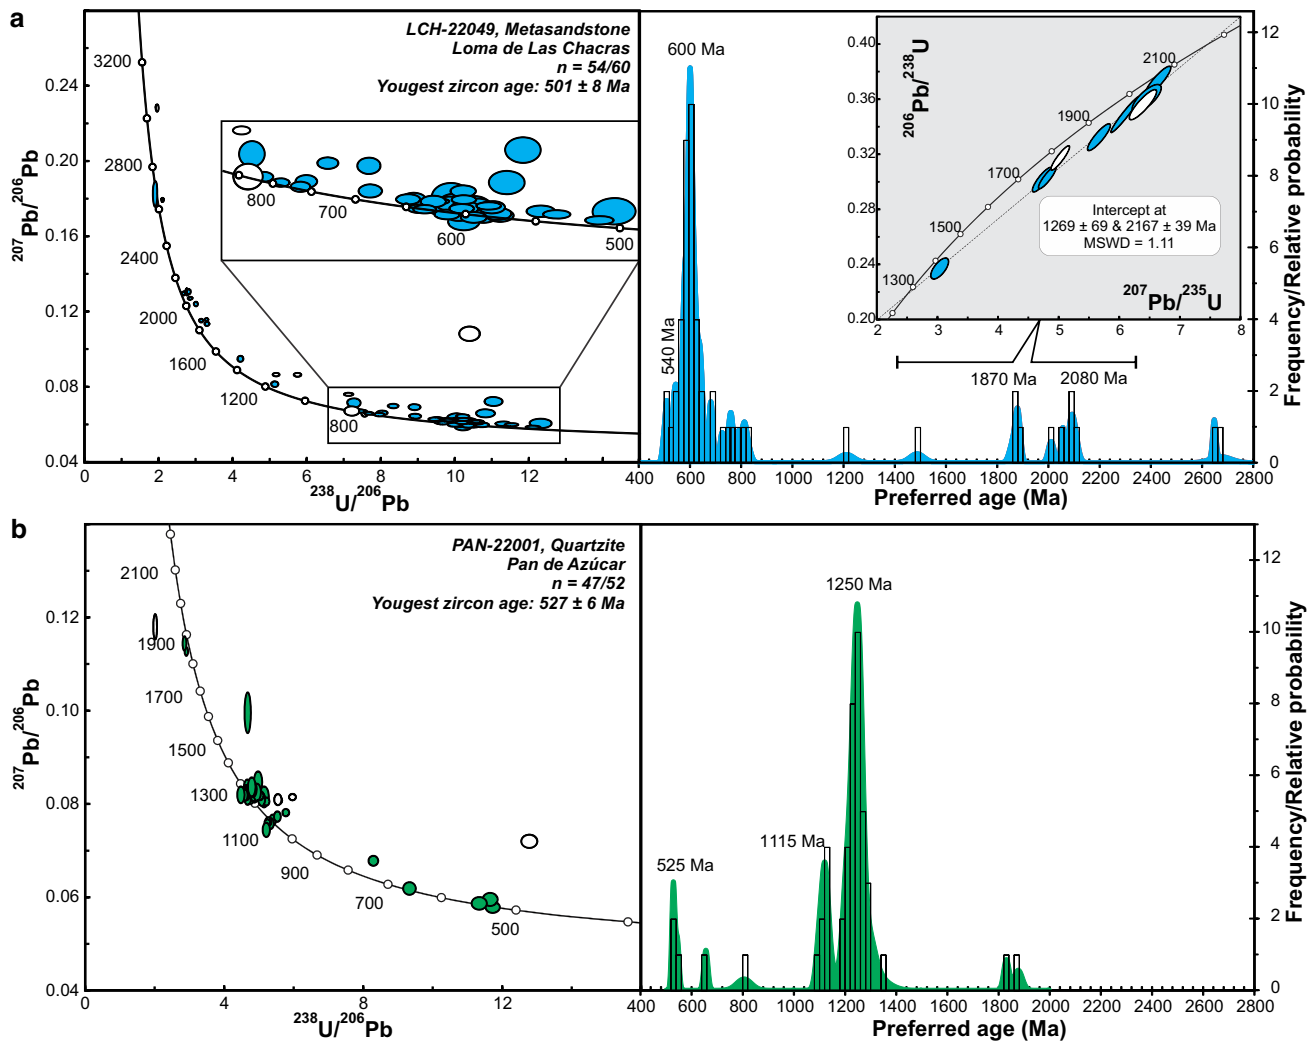 a
LCH-22049, Metasandstone
Loma de Las Chacras
n = 54/60
Yougest zircon age: 501 ± 8 Ma
0.24
0.20
0.16
0.12
0.08
0.04
207Pb/206Pb
3200
2800
2400
2000
1600
1200
800
800
700
600
500
0 2 4 6 8 10 12 14
238U/206Pb
600 Ma
540 Ma
1870 Ma
2080 Ma
12
10
8
6
4
2
0
Frequency/Relative probability
400 600 800 1000 1200 1400 1600 1800 2000 2200 2400 2600 2800
Preferred age (Ma)
0.40
0.36
0.32
0.28
0.24
0.20
206Pb/238U
2100
1900
1700
1500
1300
Intercept at
1269 ± 69 & 2167 ± 39 Ma
MSWD = 1.11
207Pb/235U
2 3 4 5 6 7 8
b
PAN-22001, Quartzite
Pan de Azúcar
n = 47/52
Yougest zircon age: 527 ± 6 Ma
0.12
0.10
0.08
0.06
0.04
207Pb/206Pb
2100
1900
1700
1500
1300
1100
900
700
500
0 4 8 12
238U/206Pb
1250 Ma
1115 Ma
525 Ma
12
10
8
6
4
2
0
Frequency/Relative probability
400 600 800 1000 1200 1400 1600 1800 2000 2200 2400 2600 2800
Preferred age (Ma)